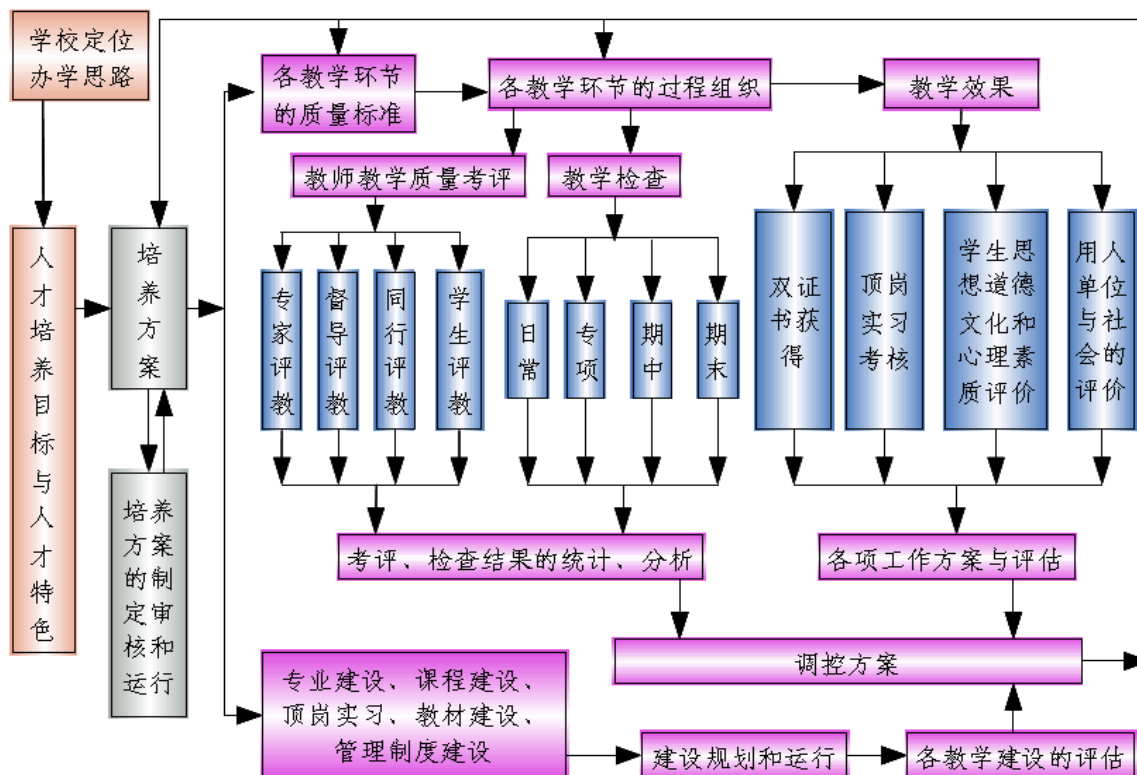 学校定位
办学思路
各教学环节
的质量标准
各教学环节的过程组织
教学效果
教师教学质量考评
教学检查
人才培养目标与人才特色
培养方案
专家评教
督导评教
同行评教
学生评教
日常
专项
期中
期末
双证
书获
得
顶岗
实习
考核
学生思
想道德
文化和
心理素
质评价
用人
单位
与社
会的
评价
培养
方案
的制
定审
核和
运行
考评、检查结果的统计、分析
各项工作方案与评估
调控方案
专业建设、课程建设、
顶岗实习、教材建设、
管理制度建设
建设规划和运行
各教学建设的评估